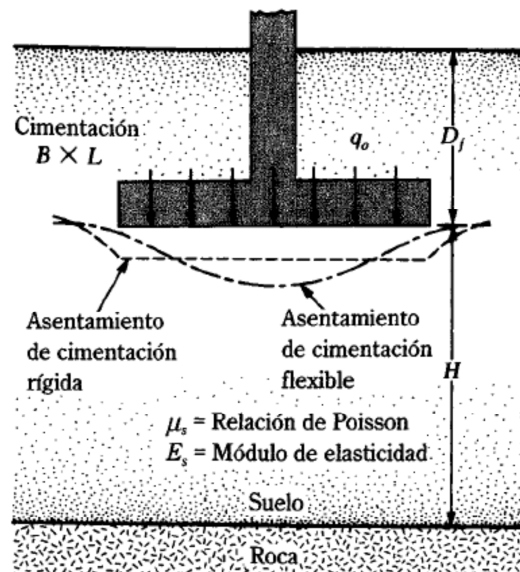 Cimentación
B × L
q_o
D_f
Asentamiento
de cimentación
rígida
Asentamiento
de cimentación
flexible
H
μ_s = Relación de Poisson
E_s = Módulo de elasticidad
Suelo
Roca